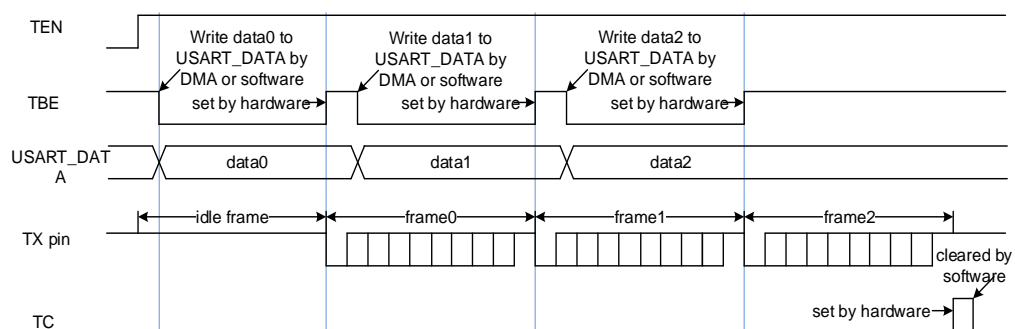 TEN
Write data0 to
USART_DATA by
DMA or software
Write data1 to
USART_DATA by
DMA or software
Write data2 to
USART_DATA by
DMA or software
TBE
set by hardware
set by hardware
set by hardware
USART_DAT
A
data0
data1
data2
idle frame
frame0
frame1
frame2
TX pin
cleared by
software
set by hardware
TC